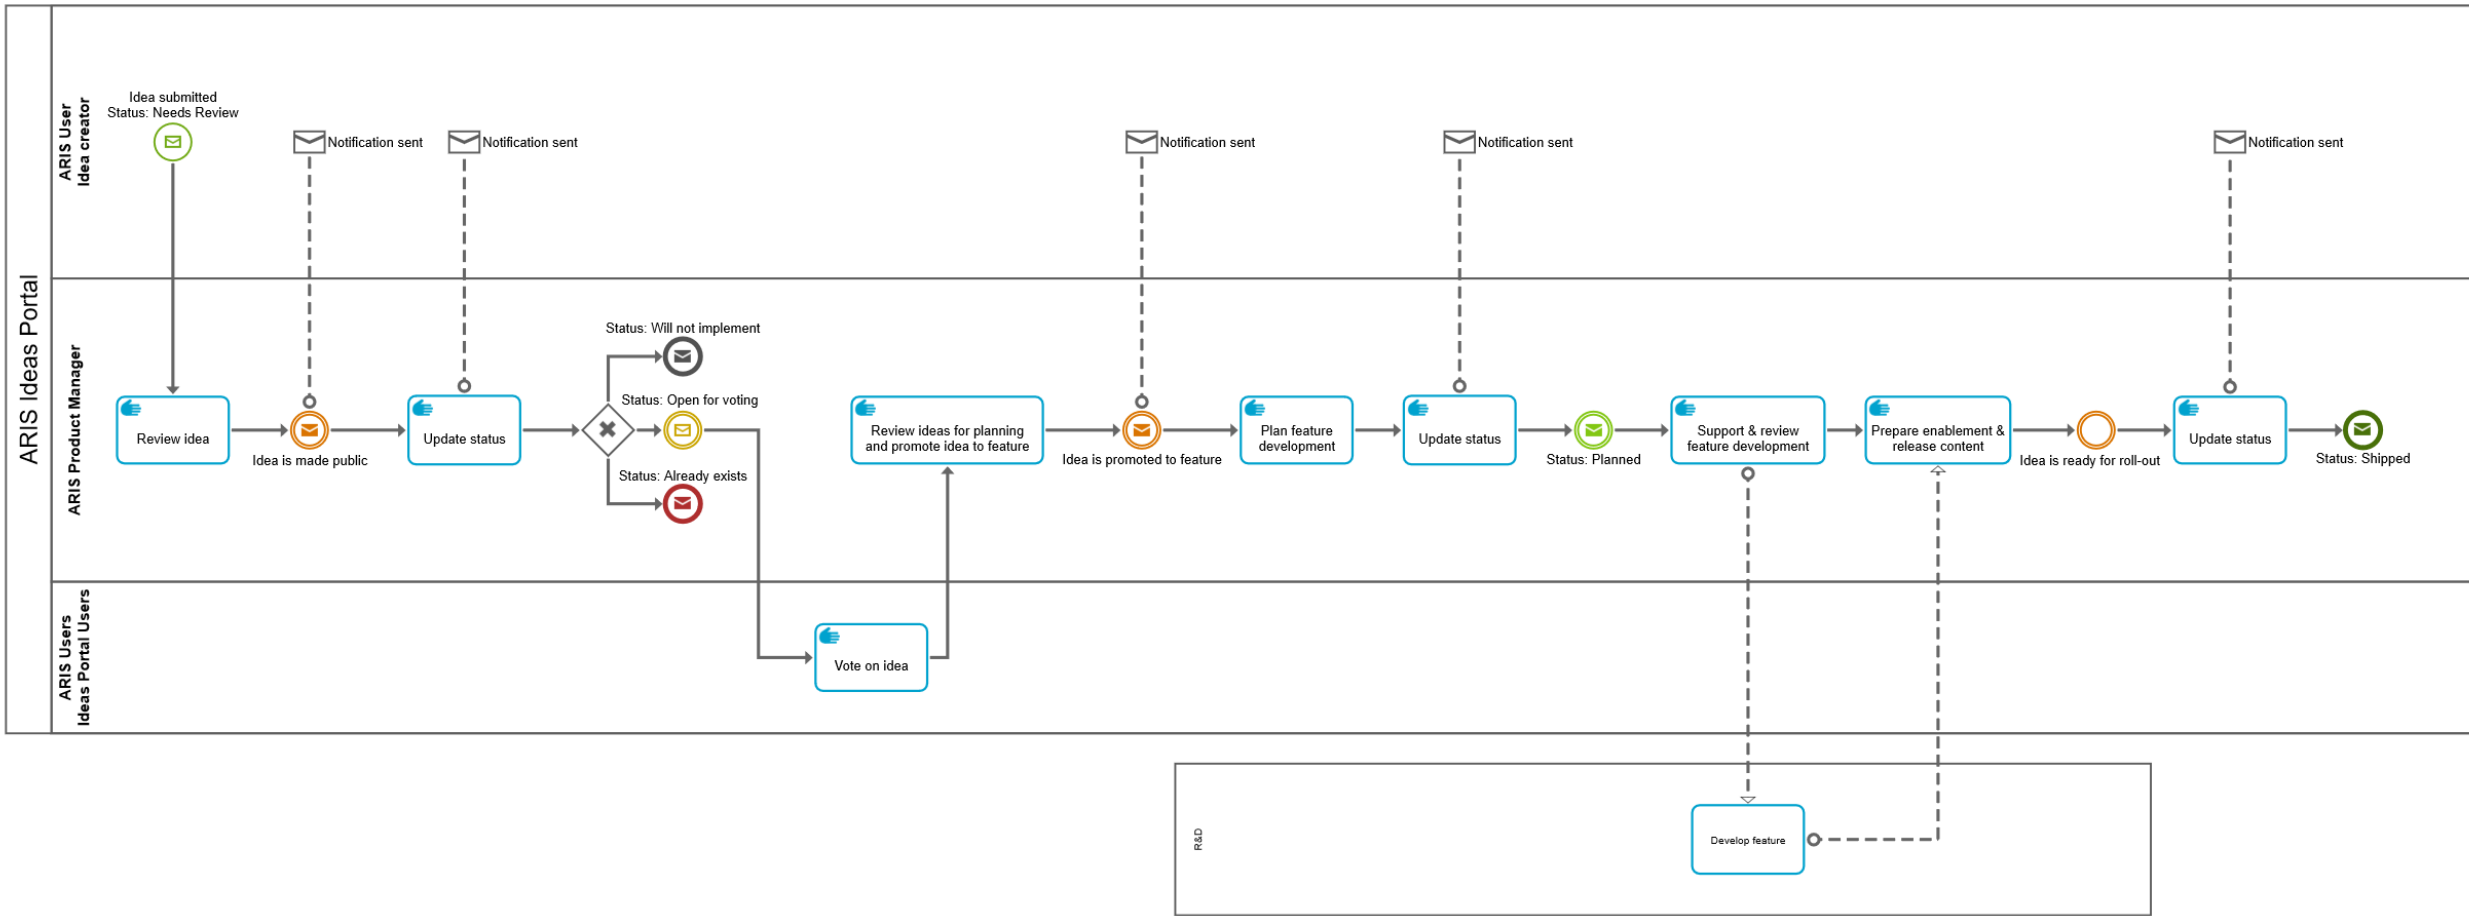 ARIS Ideas Portal
ARIS User
Idea creator
Idea submitted
Status: Needs Review
Notification sent
Notification sent
Notification sent
Notification sent
Notification sent
ARIS Product Manager
Review idea
Idea is made public
Update status
Status: Will not implement
Status: Open for voting
Status: Already exists
Review ideas for planning
and promote idea to feature
Idea is promoted to feature
Plan feature
development
Update status
Status: Planned
Support & review
feature development
Prepare enablement &
release content
Idea is ready for roll-out
Update status
Status: Shipped
ARIS Users
Ideas Portal Users
Vote on idea
R&D
Develop feature